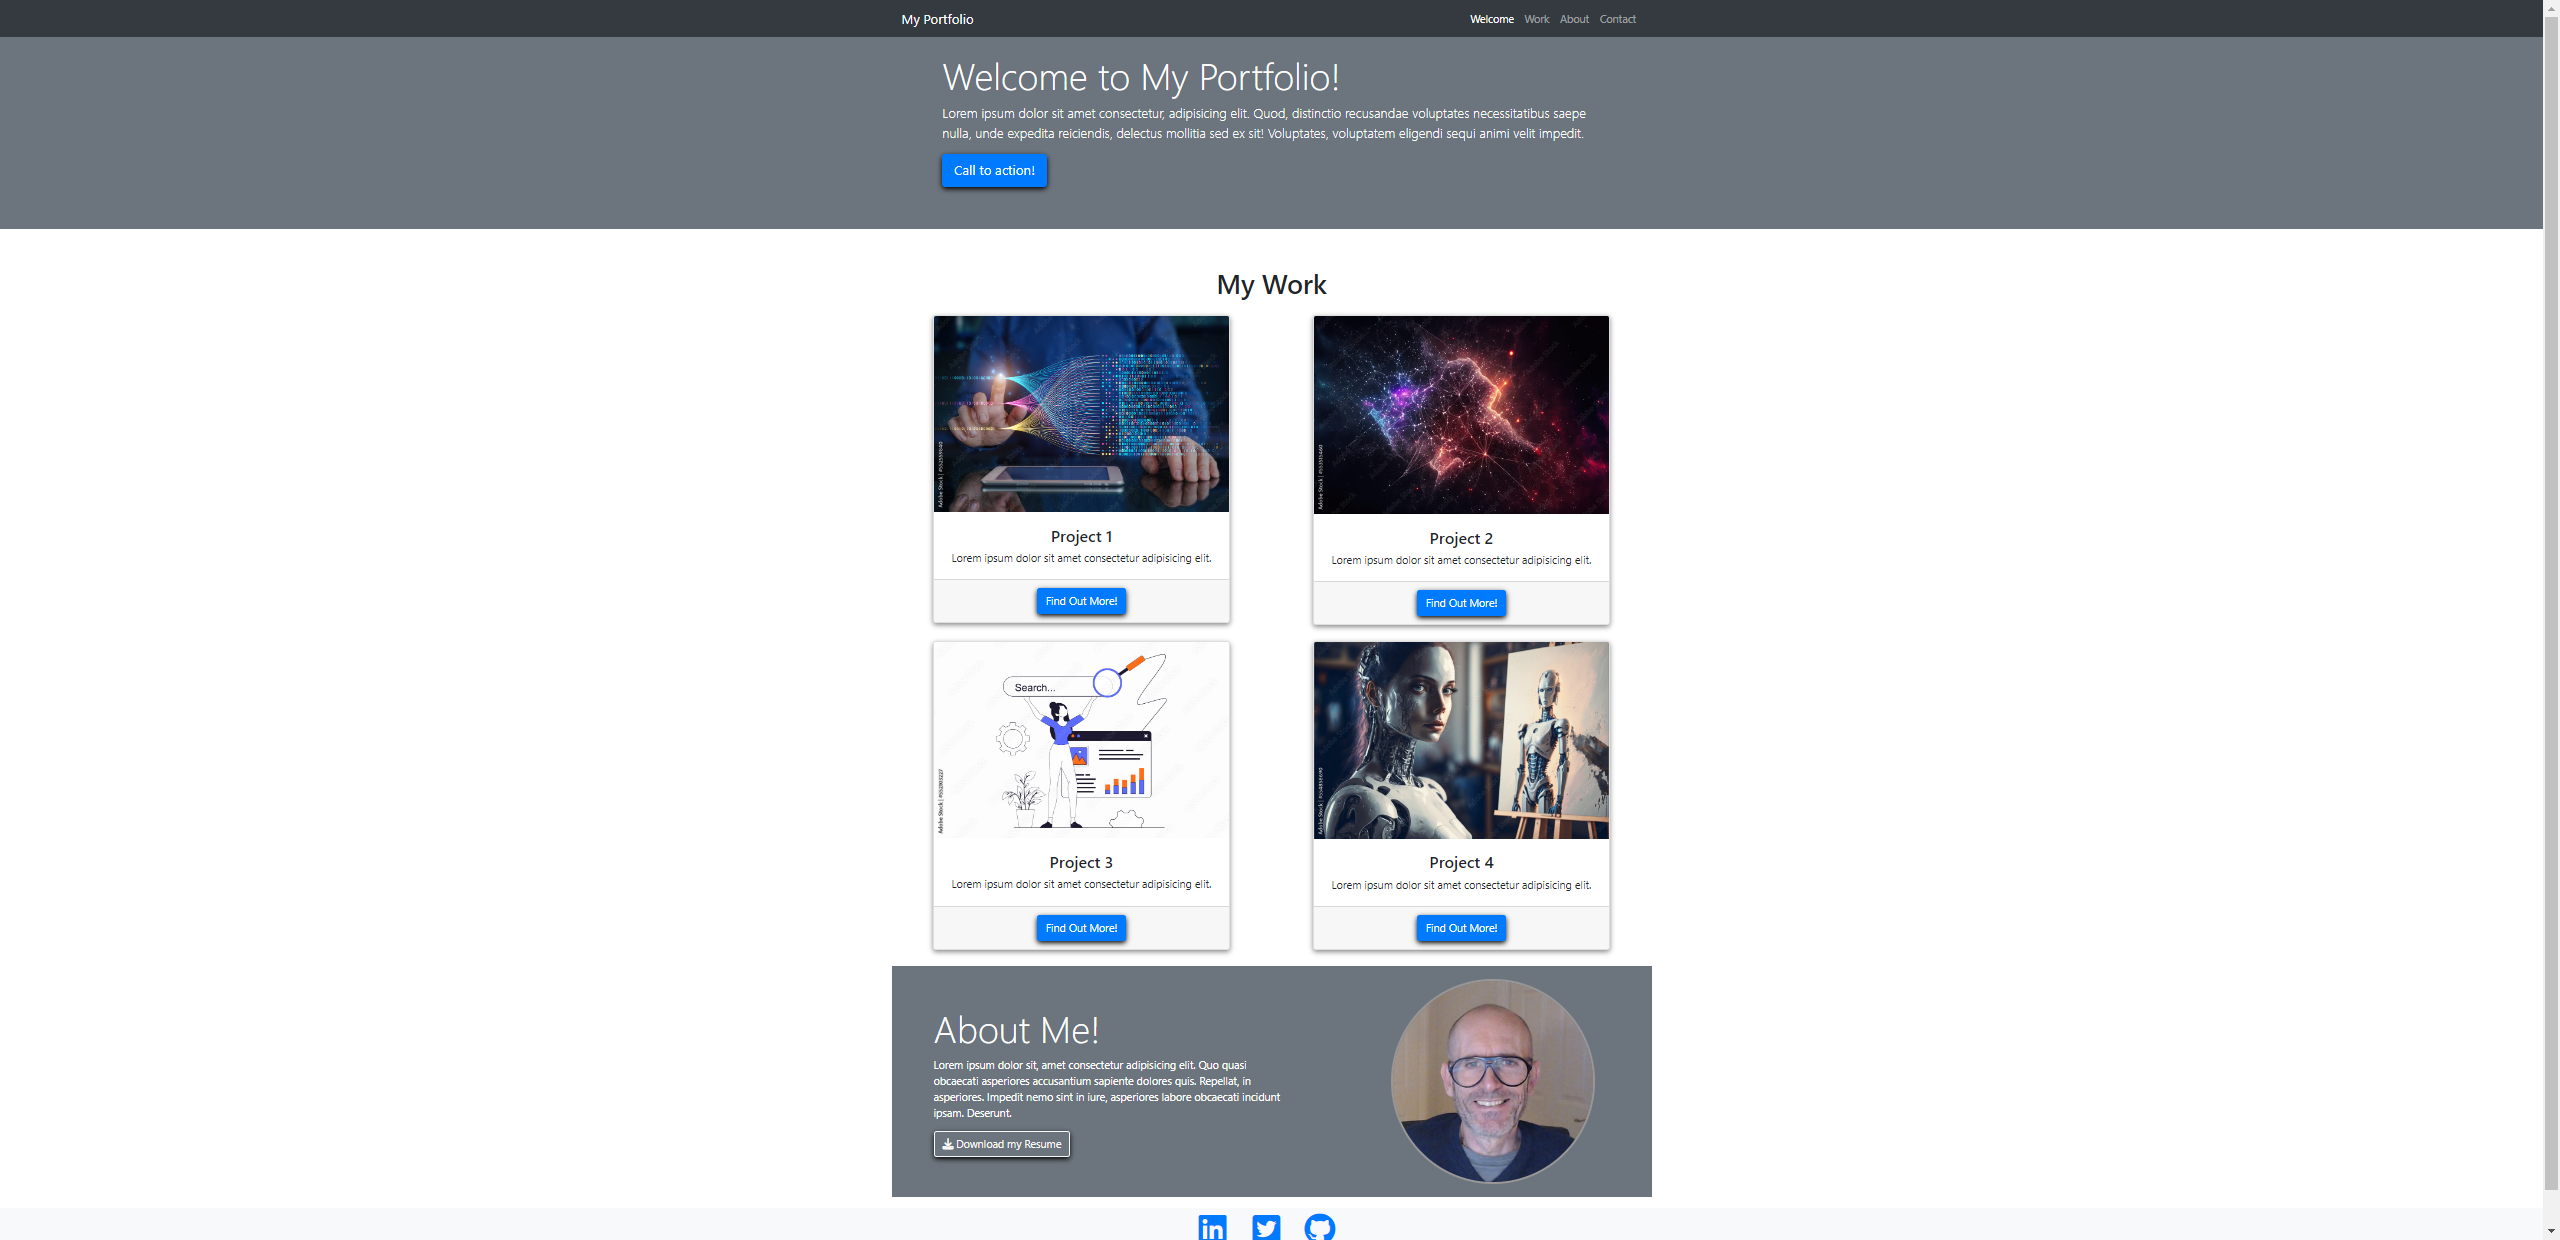 My Portfolio
Welcome Work About Contact
Welcome to My Portfolio!
Lorem ipsum dolor sit amet consectetur, adipisicing elit. Quod, distinctio recusandae voluptates necessitatibus saepe
nulla, unde expedita reiciendis, delectus mollitia sed ex sit! Voluptates, voluptatem eligendi sequi animi velit impedit.
Call to action!
My Work
Project 1
Lorem ipsum dolor sit amet consectetur adipisicing elit.
Find Out More!
Project 2
Lorem ipsum dolor sit amet consectetur adipisicing elit.
Find Out More!
Search...
Project 3
Lorem ipsum dolor sit amet consectetur adipisicing elit.
Find Out More!
Project 4
Lorem ipsum dolor sit amet consectetur adipisicing elit.
Find Out More!
About Me!
Lorem ipsum dolor sit, amet consectetur adipisicing elit. Quo quasi
obcaecati asperiores accusantium sapiente dolores quis. Repellat, in
asperiores. Impedit nemo sint in iure, asperiores labore obcaecati incidunt
ipsam. Deserunt.
Download my Resume
in